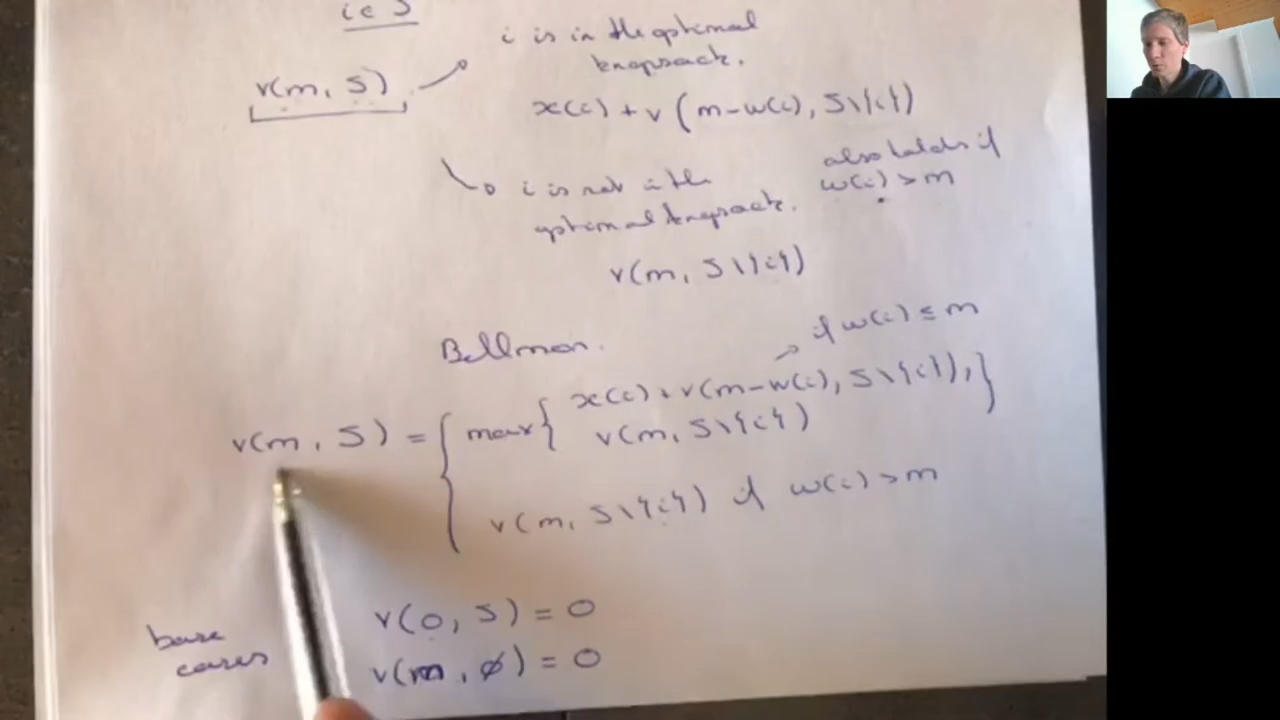 i ∈ S
i is in the optimal
knapsack.
v(m, S)
x(i) + v(m-w(i), S\{i})
also holds if
w(i) > m
i is not in the
optimal knapsack.
v(m, S\{i})
Bellman.
if w(i) ≤ m
x(i) + v(m-w(i), S\{i}),
v(m, S) = { max { v(m, S\{i}) }
v(m, S\{i}) if w(i) > m
base
cases
v(0, S) = 0
v(m, ∅) = 0